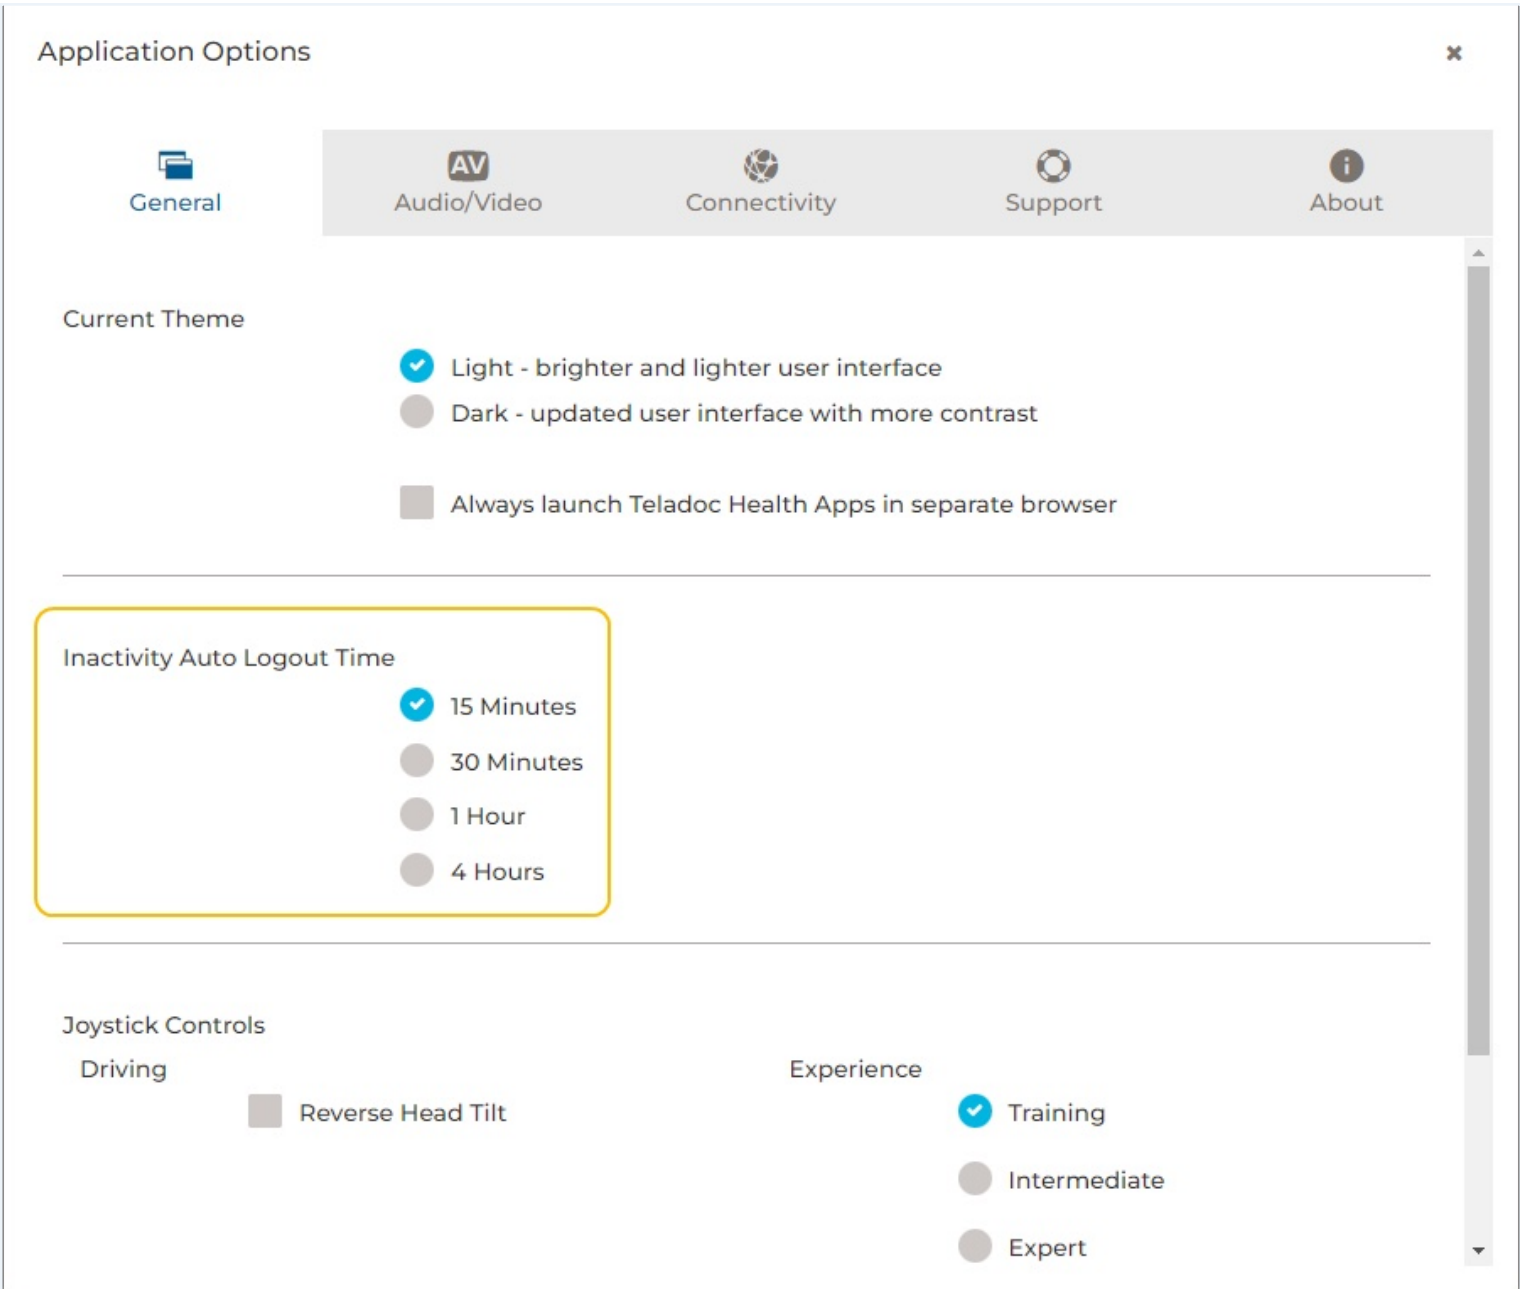 Application Options
General
AV
Audio/Video
Connectivity
Support
About
Current Theme
Light - brighter and lighter user interface
Dark - updated user interface with more contrast
Always launch Teladoc Health Apps in separate browser
Inactivity Auto Logout Time
15 Minutes
30 Minutes
1 Hour
4 Hours
Joystick Controls
Driving
Reverse Head Tilt
Experience
Training
Intermediate
Expert